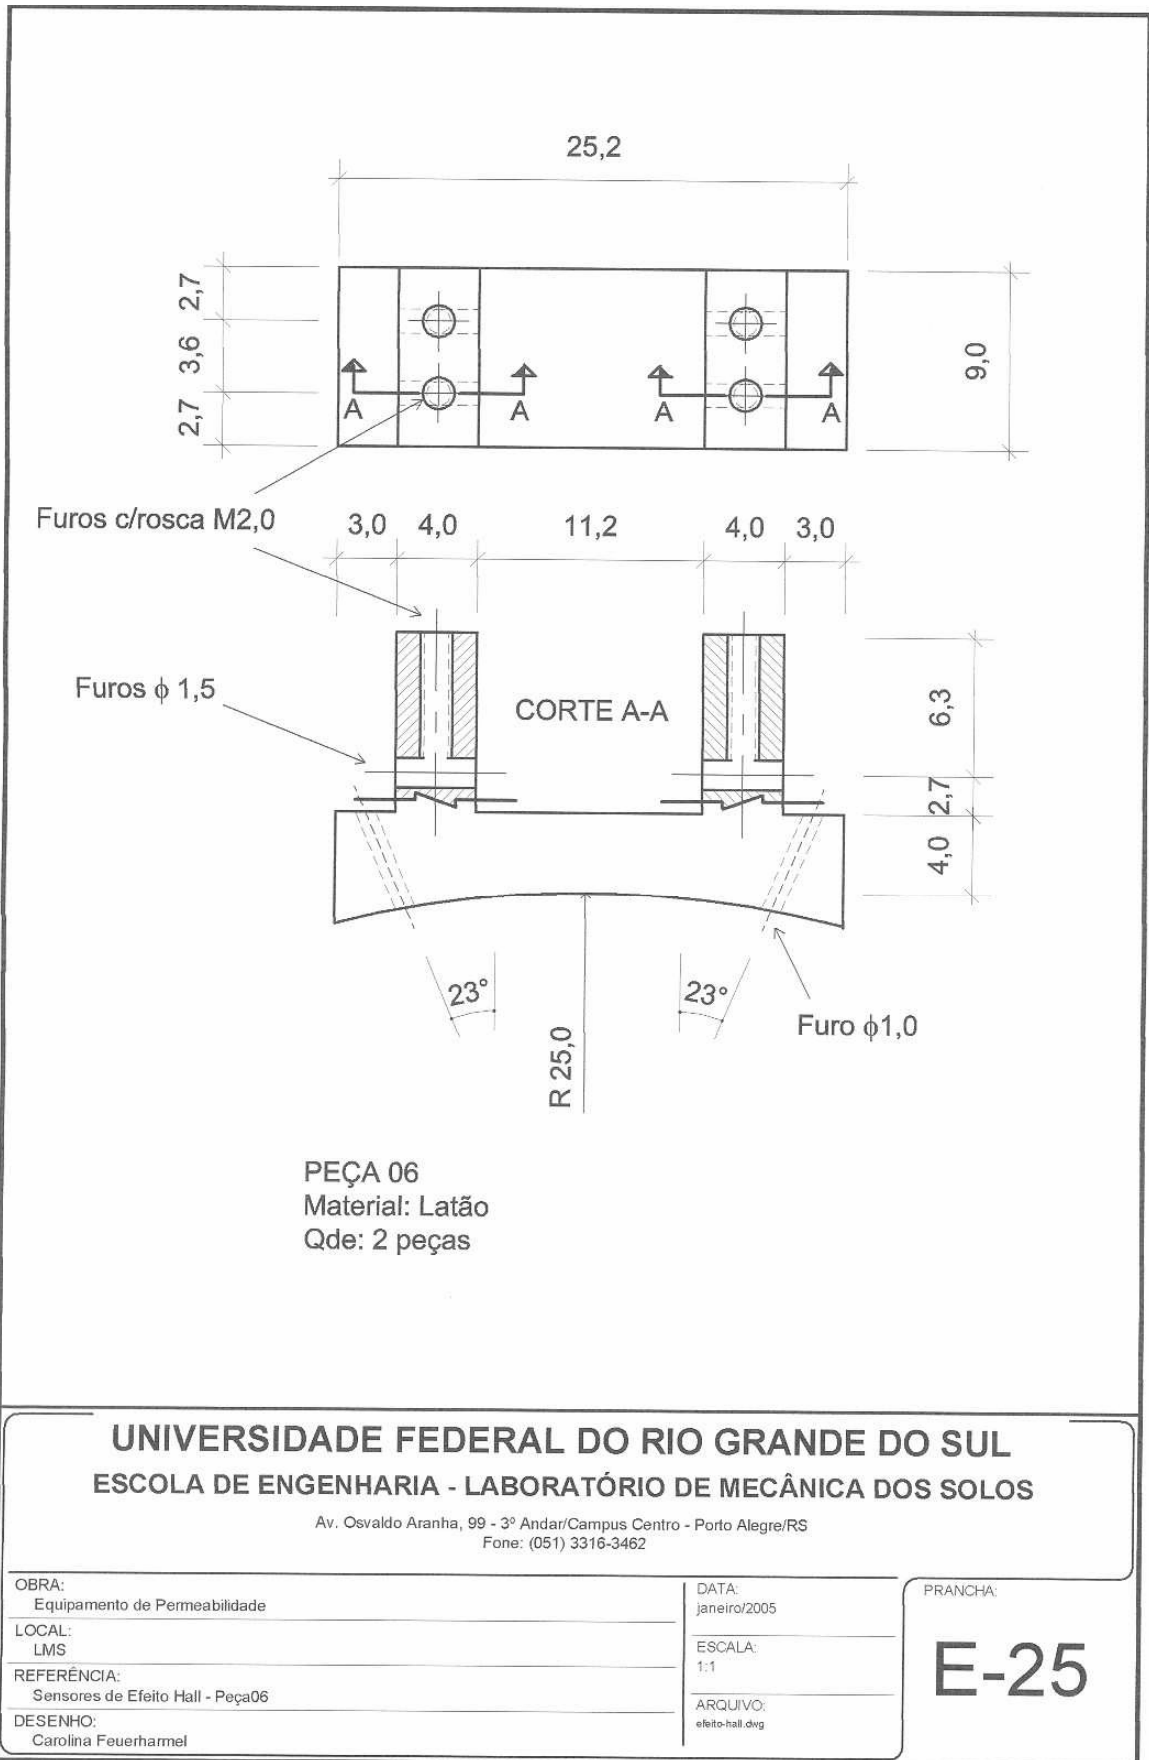 25,2
2,7
3,6
2,7
9,0
A
A
A
A
Furos c/rosca M2,0
3,0
4,0
11,2
4,0
3,0
Furos ϕ 1,5
CORTE A-A
6,3
2,7
4,0
23°
23°
R 25,0
Furo ϕ1,0
PEÇA 06
Material: Latão
Qde: 2 peças
UNIVERSIDADE FEDERAL DO RIO GRANDE DO SUL
ESCOLA DE ENGENHARIA - LABORATÓRIO DE MECÂNICA DOS SOLOS
Av. Osvaldo Aranha, 99 - 3º Andar/Campus Centro - Porto Alegre/RS
Fone: (051) 3316-3462
OBRA:
Equipamento de Permeabilidade
LOCAL:
LMS
REFERÊNCIA:
Sensores de Efeito Hall - Peça06
DESENHO:
Carolina Feuerharmel
DATA:
janeiro/2005
ESCALA:
1:1
ARQUIVO:
efeito-hall.dwg
PRANCHA:
E-25